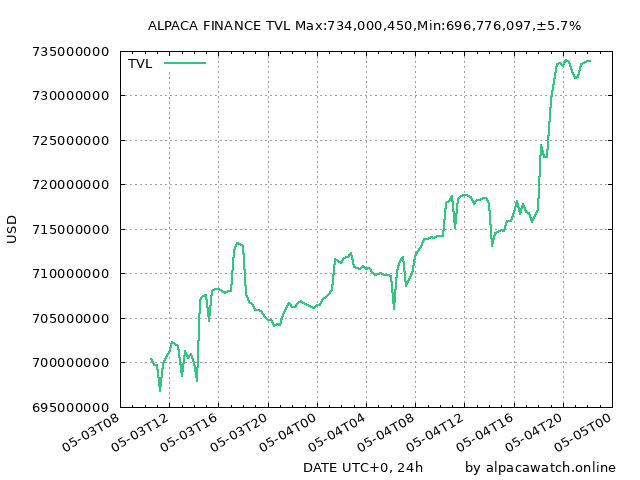 ALPACA FINANCE TVL Max:734,000,450,Min:696,776,097,±5.7%
735000000
TVL
730000000
725000000
720000000
715000000
USD
710000000
705000000
700000000
695000000
05-03T08
05-03T12
05-03T16
05-03T20
05-04T00
05-04T04
05-04T08
05-04T12
05-04T16
05-04T20
05-05T00
DATE UTC+0, 24h
by alpacawatch.online